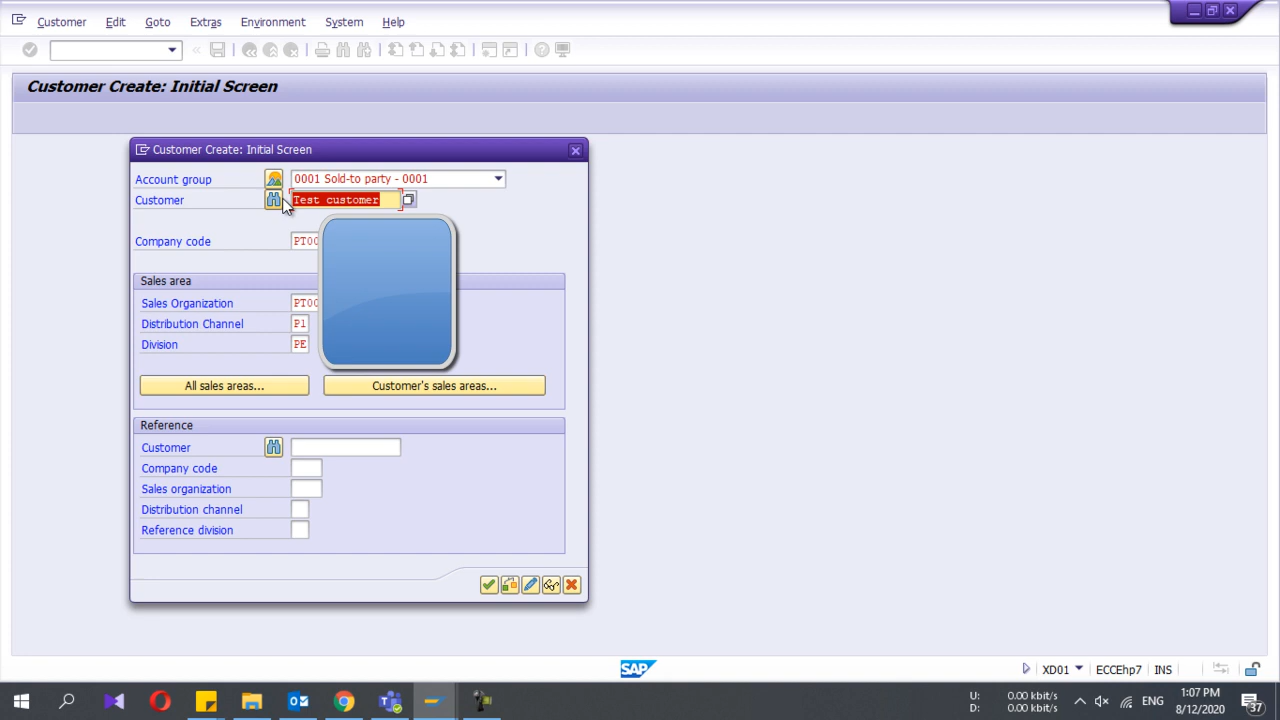 Customer Edit Goto Extras Environment System Help
Customer Create: Initial Screen
Customer Create: Initial Screen
Account group 0001 Sold-to party - 0001
Customer Test customer
Company code PT00
Sales area
Sales Organization PT00
Distribution Channel P1
Division PE
All sales areas... Customer's sales areas...
Reference
Customer
Company code
Sales organization
Distribution channel
Reference division
SAP XD01 ECCEhp7 INS
U: 0.00 kbit/s
D: 0.00 kbit/s
ENG
1:07 PM
8/12/2020
37